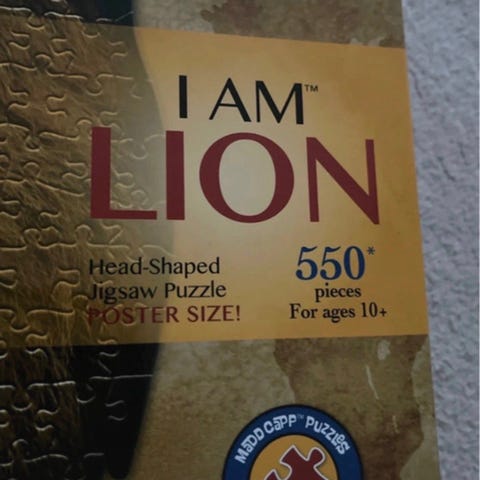 I AM™
LION
Head-Shaped
Jigsaw Puzzle
POSTER SIZE!
550*
pieces
For ages 10+
MADD CAPP™ PUZZLES